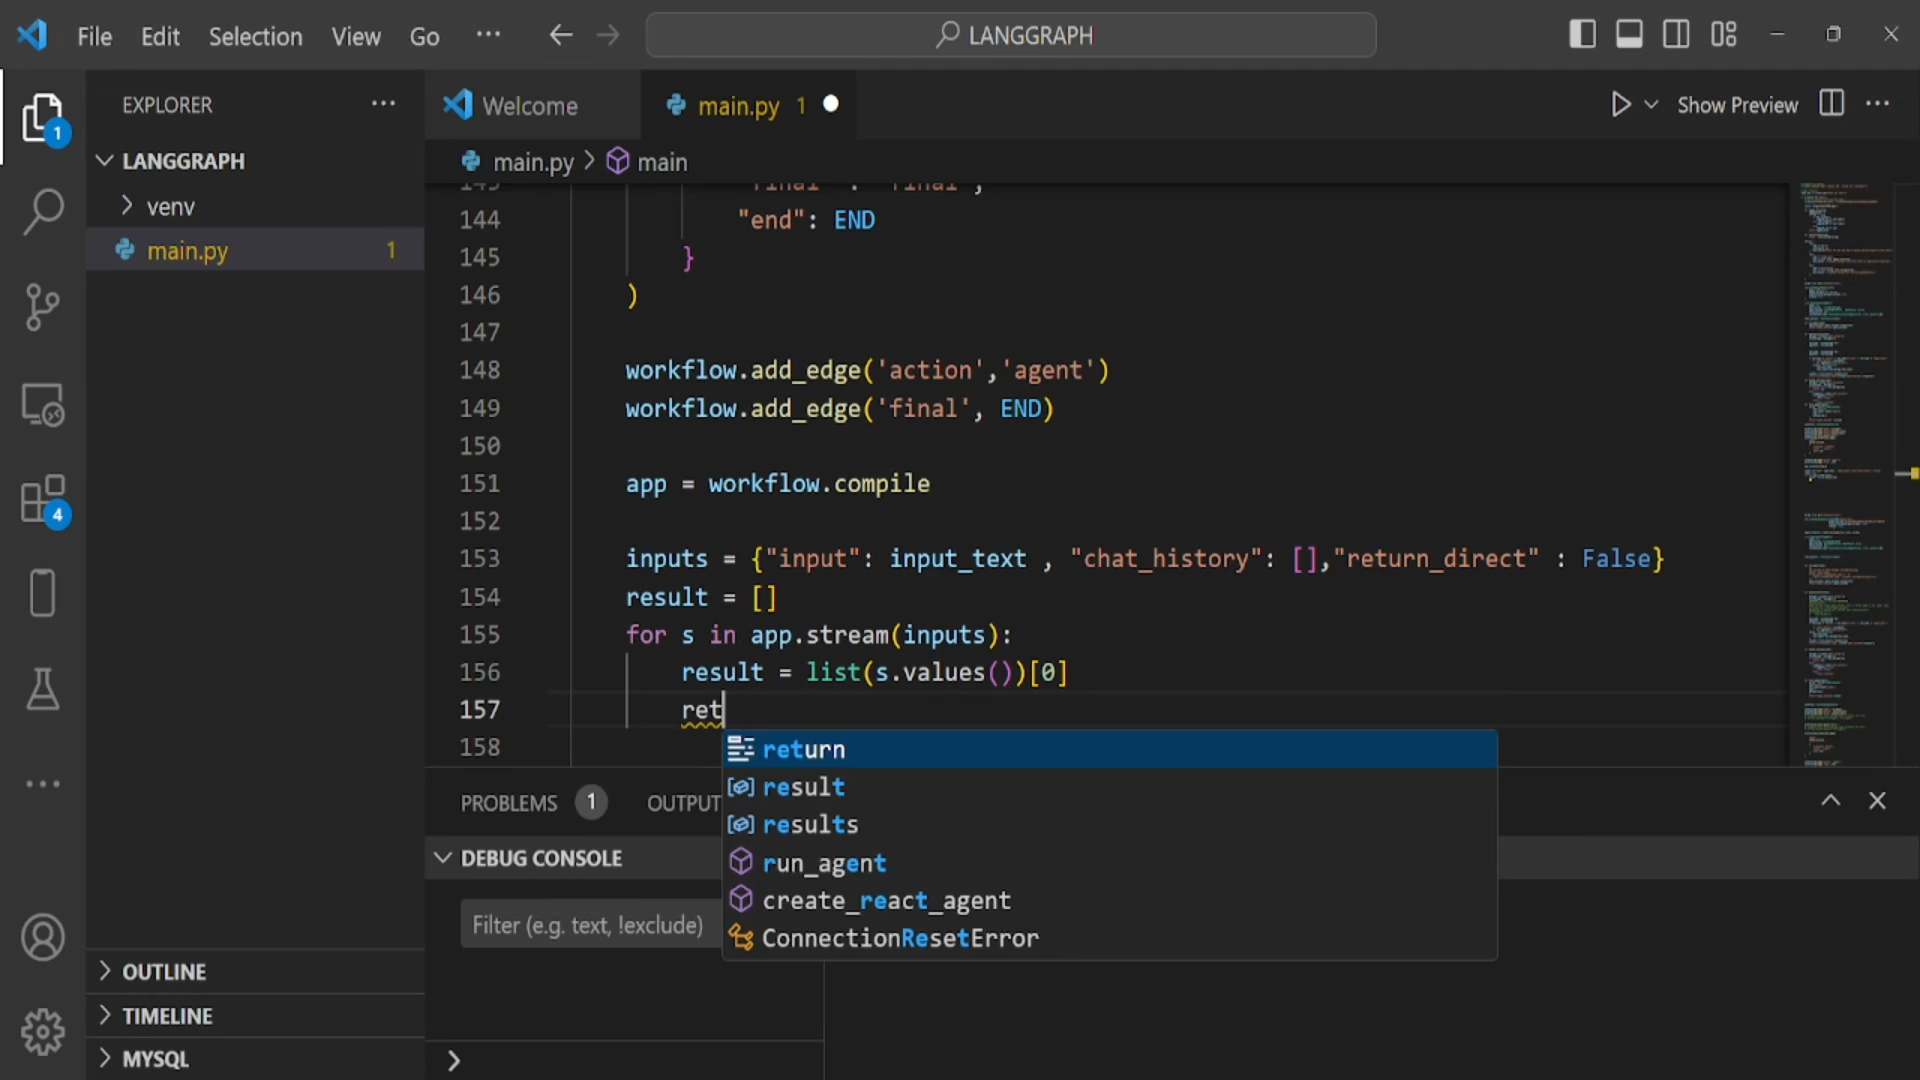 File Edit Selection View Go ... LANGGRAPH
EXPLORER ...
1
LANGGRAPH
venv
main.py 1
4
OUTLINE
TIMELINE
MYSQL
Welcome main.py 1 Show Preview ...
main.py > main
144 "end": END
145 }
146 )
147
148 workflow.add_edge('action','agent')
149 workflow.add_edge('final', END)
150
151 app = workflow.compile
152
153 inputs = {"input": input_text , "chat_history": [],"return_direct" : False}
154 result = []
155 for s in app.stream(inputs):
156 result = list(s.values())[0]
157 ret
158
return
result
results
run_agent
create_react_agent
ConnectionResetError
PROBLEMS 1 OUTPUT
DEBUG CONSOLE
Filter (e.g. text, !exclude)